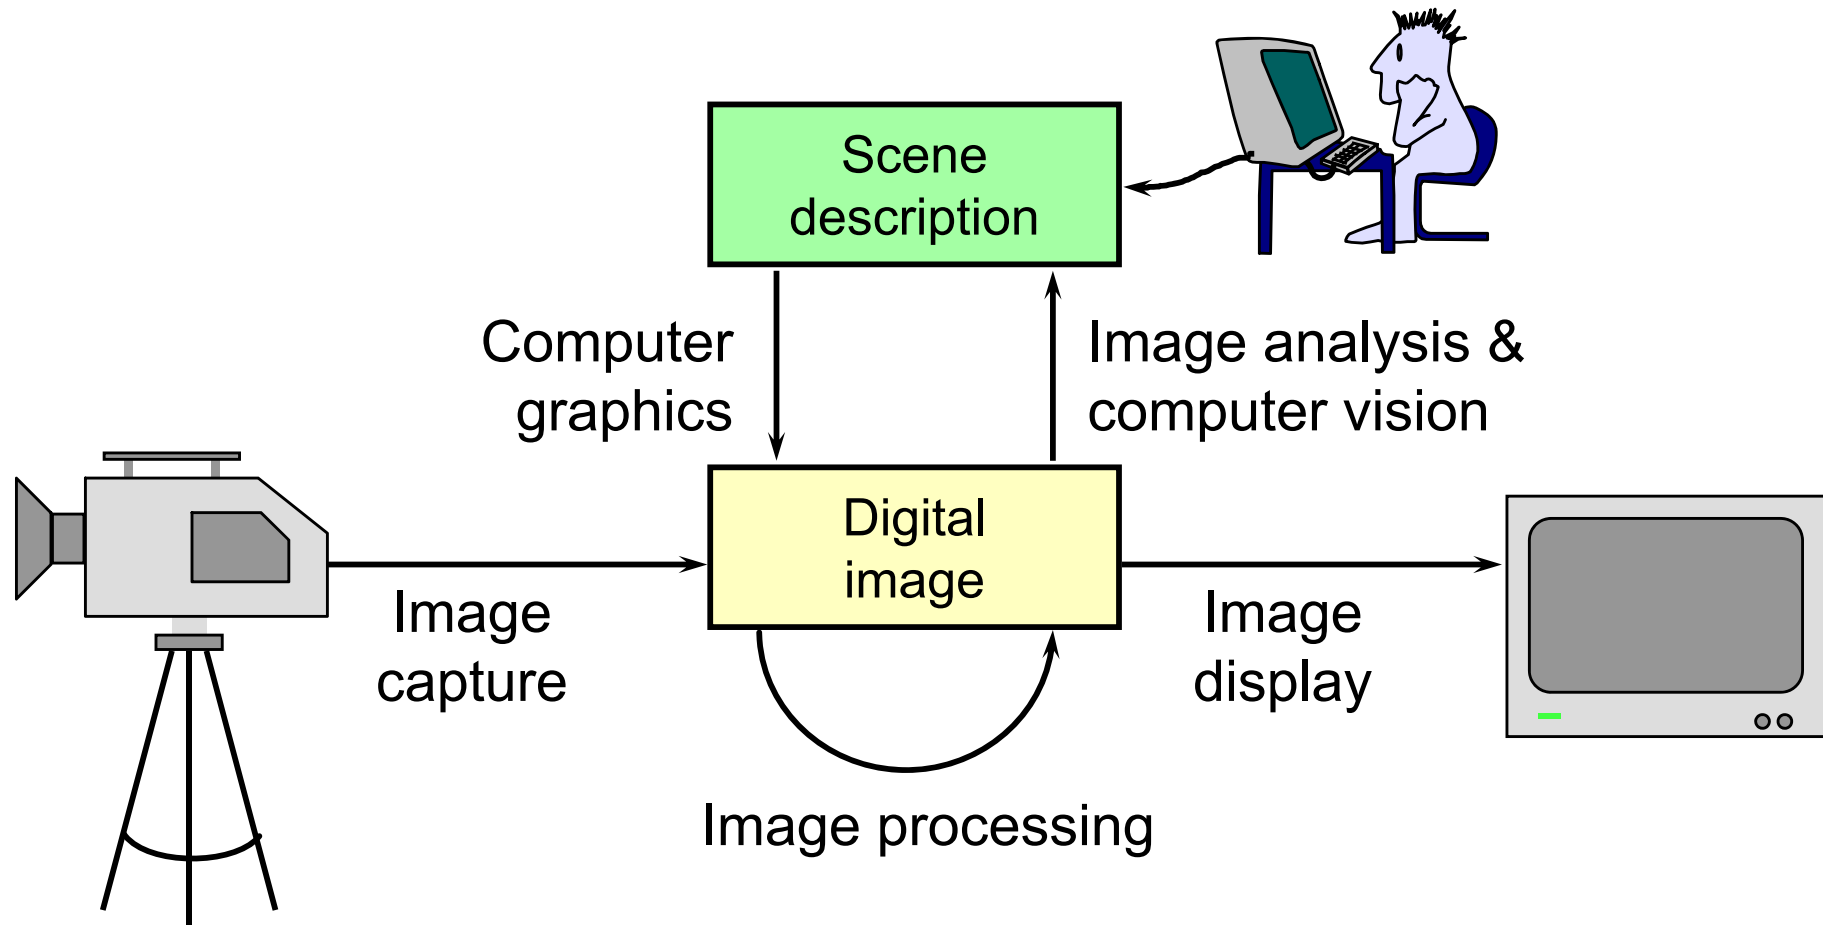 Scene
description
Computer
graphics
Image analysis &
computer vision
Digital
image
Image
capture
Image
display
Image processing